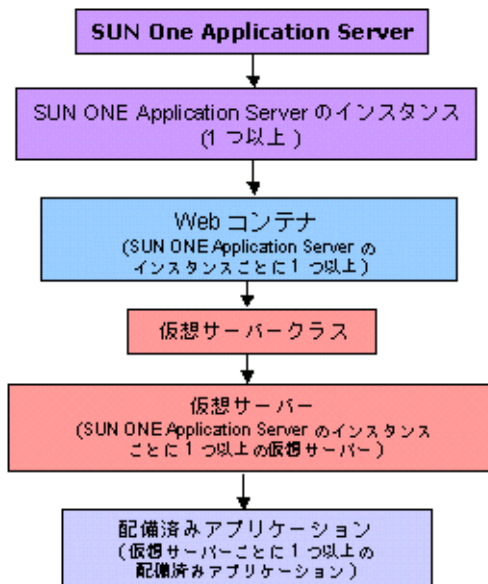 SUN One Application Server
SUN ONE Application Server のインスタンス
(1 つ以上 )
Web コンテナ
(SUN ONE Application Server の
インスタンスごとに 1 つ以上 )
仮想サーバークラス
仮想サーバー
(SUN ONE Application Server のインスタンス
ごとに 1 つ以上の仮想サーバー )
配備済みアプリケーション
( 仮想サーバーごとに 1 つ以上の
配備済みアプリケーション )